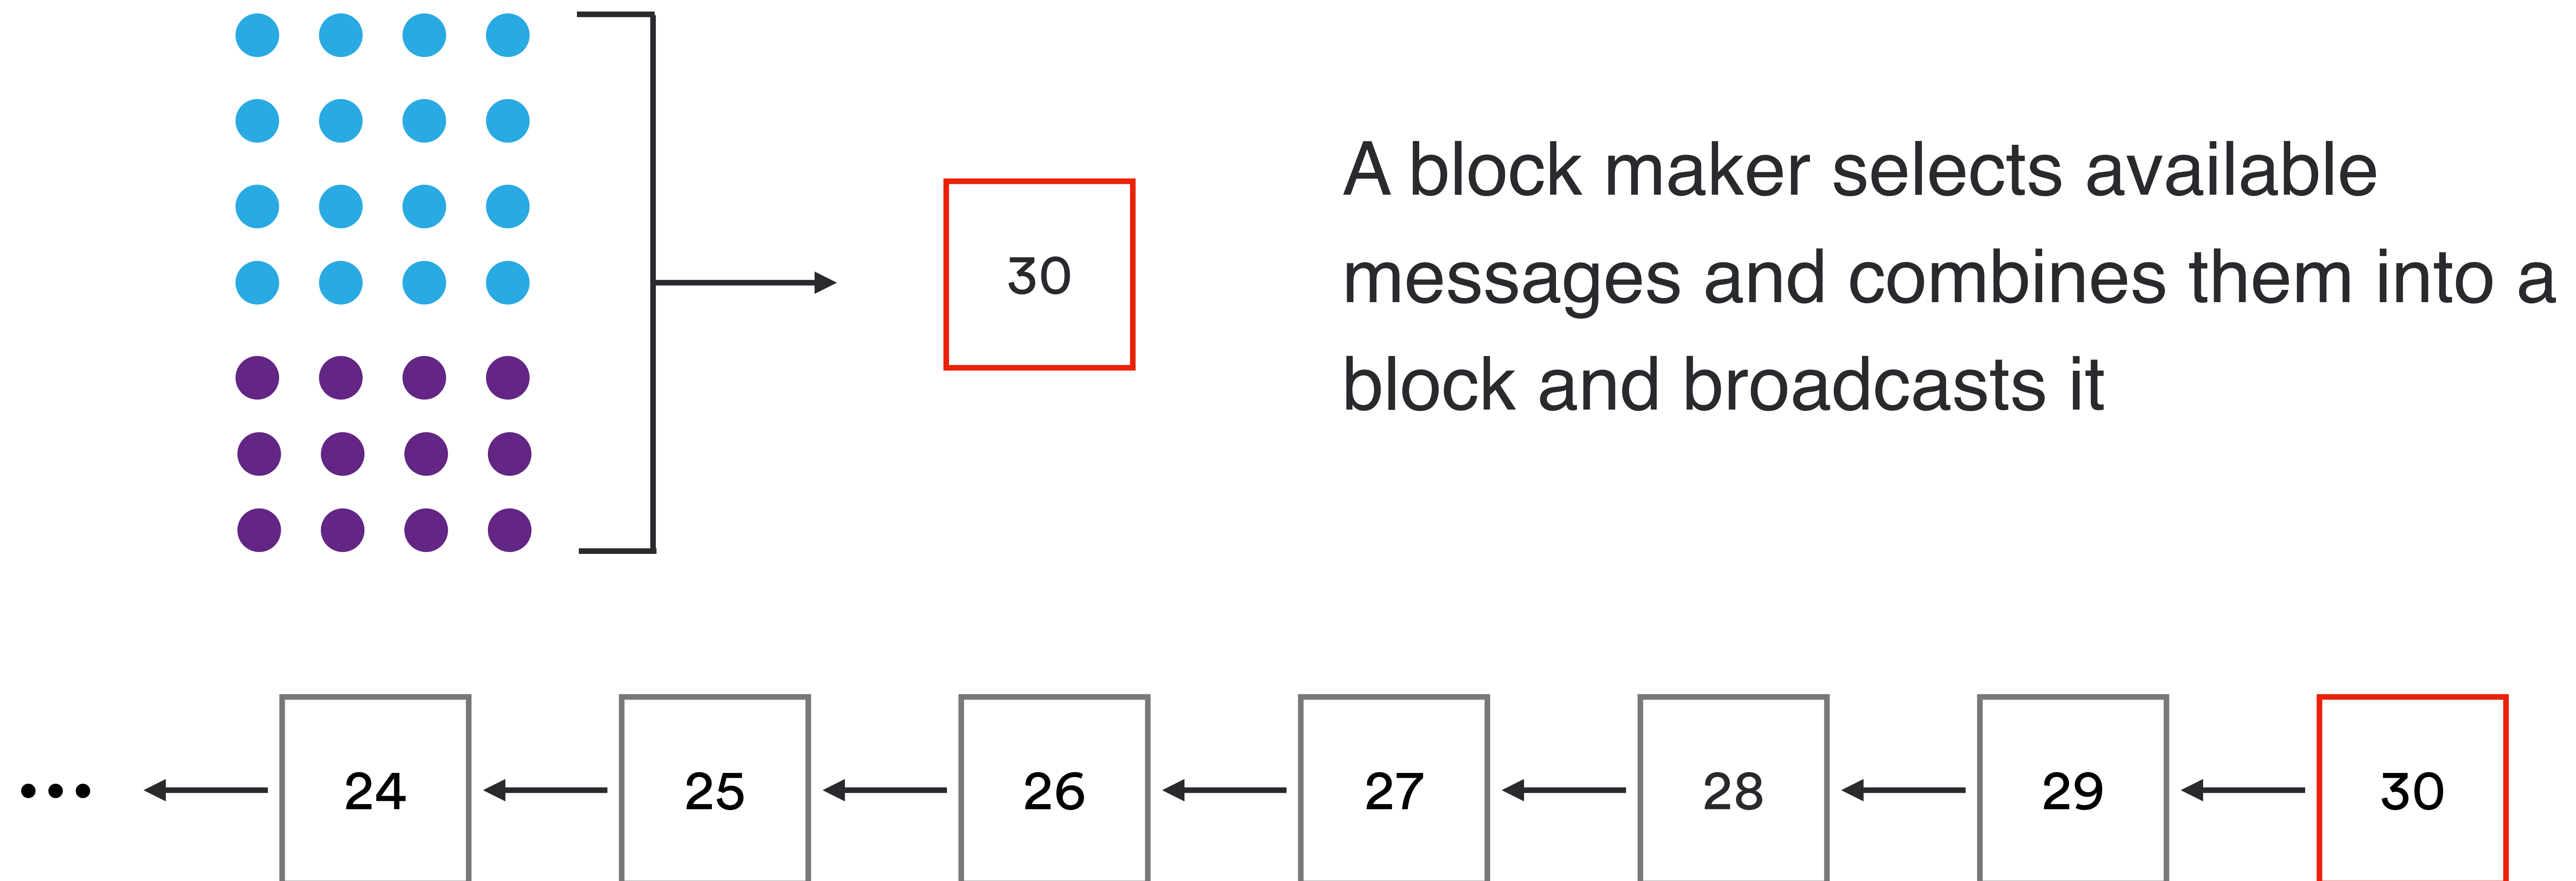 30
A block maker selects available
messages and combines them into a
block and broadcasts it
... 24 25 26 27 28 29 30